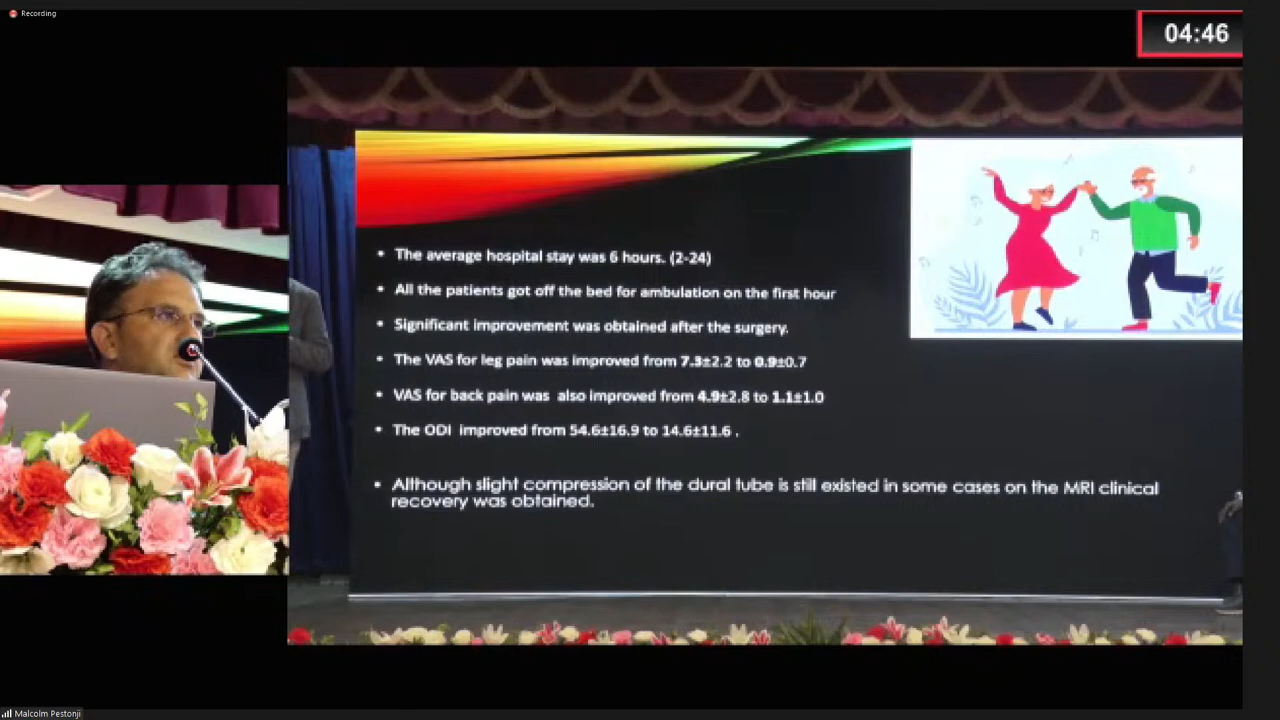 Recording
04:46
• The average hospital stay was 6 hours. (2-24)
• All the patients got off the bed for ambulation on the first hour
• Significant improvement was obtained after the surgery.
• The VAS for leg pain was improved from 7.3±2.2 to 0.9±0.7
• VAS for back pain was also improved from 4.9±2.8 to 1.1±1.0
• The ODI improved from 54.6±16.9 to 14.6±11.6 .
• Although slight compression of the dural tube is still existed in some cases on the MRI clinical
recovery was obtained.
Malcolm Pestonji